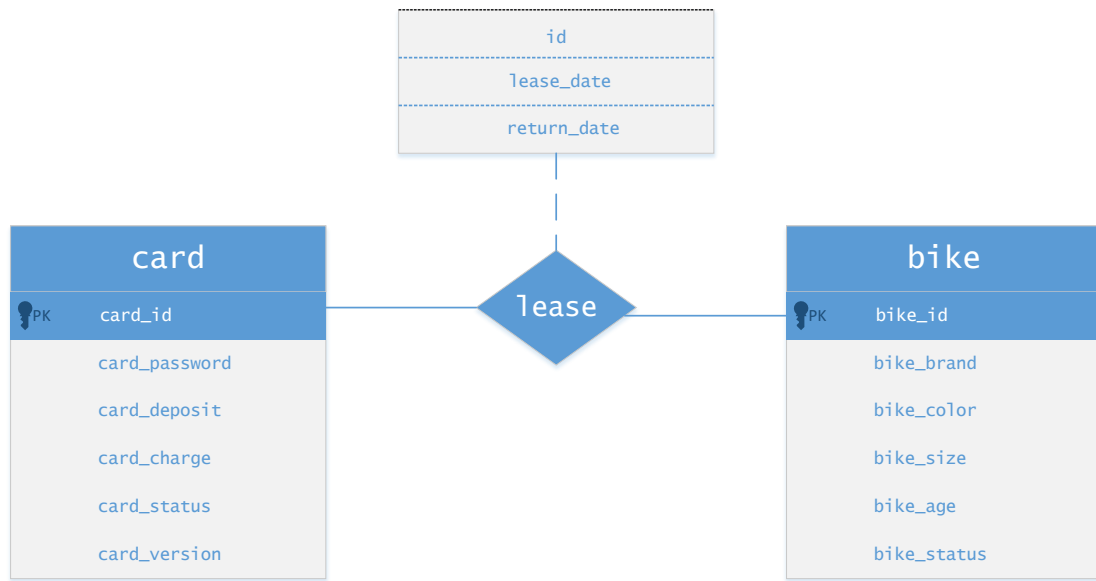 id
lease_date
return_date
card
PK card_id
card_password
card_deposit
card_charge
card_status
card_version
lease
bike
PK bike_id
bike_brand
bike_color
bike_size
bike_age
bike_status